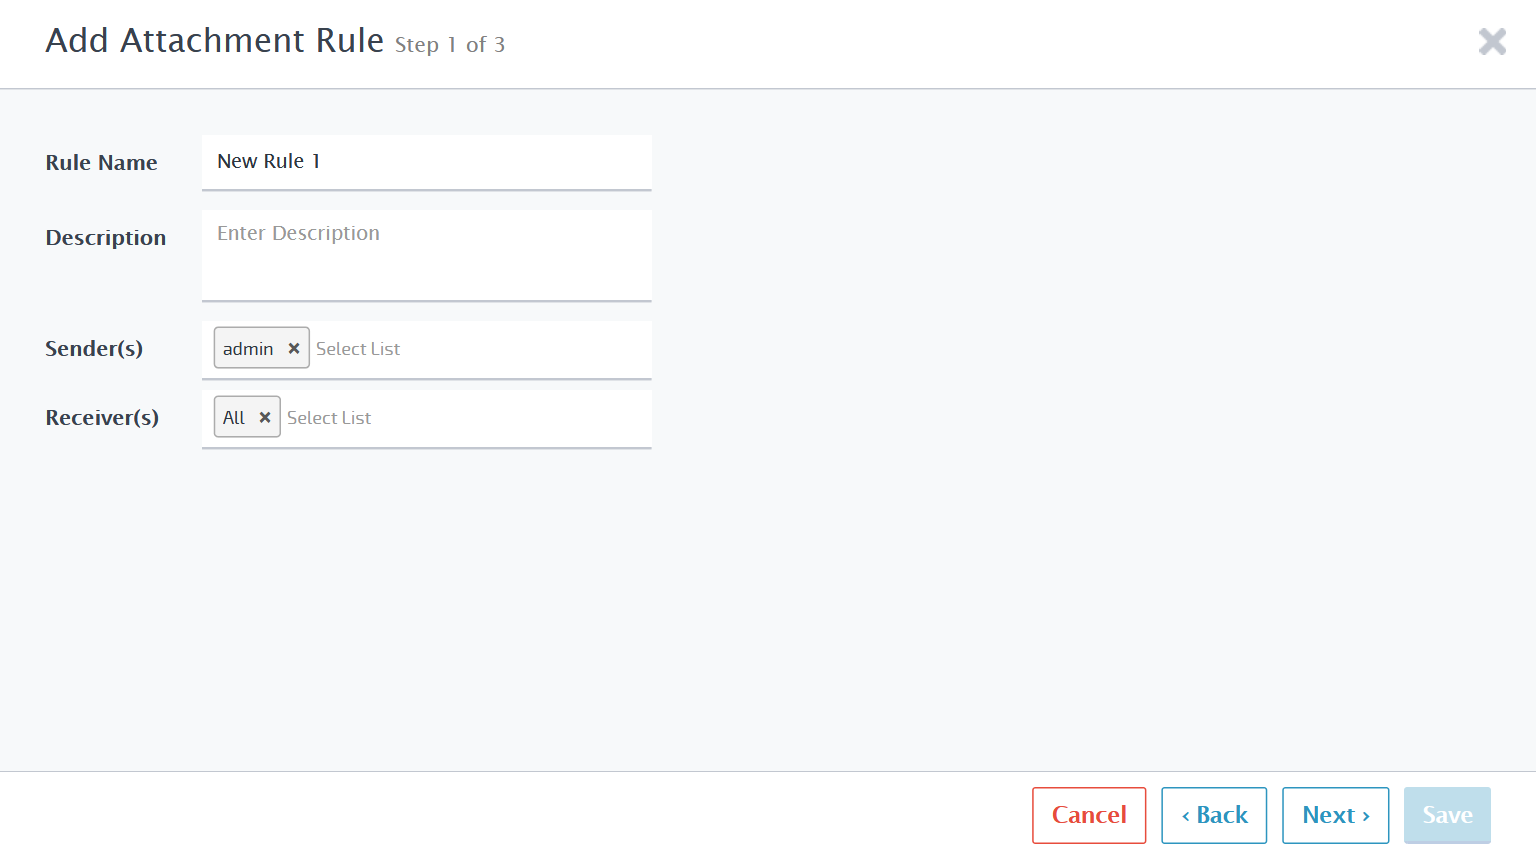 Add Attachment Rule Step 1 of 3
Rule Name New Rule 1
Description Enter Description
Sender(s) admin Select List
Receiver(s) All Select List
Cancel ‹ Back Next › Save